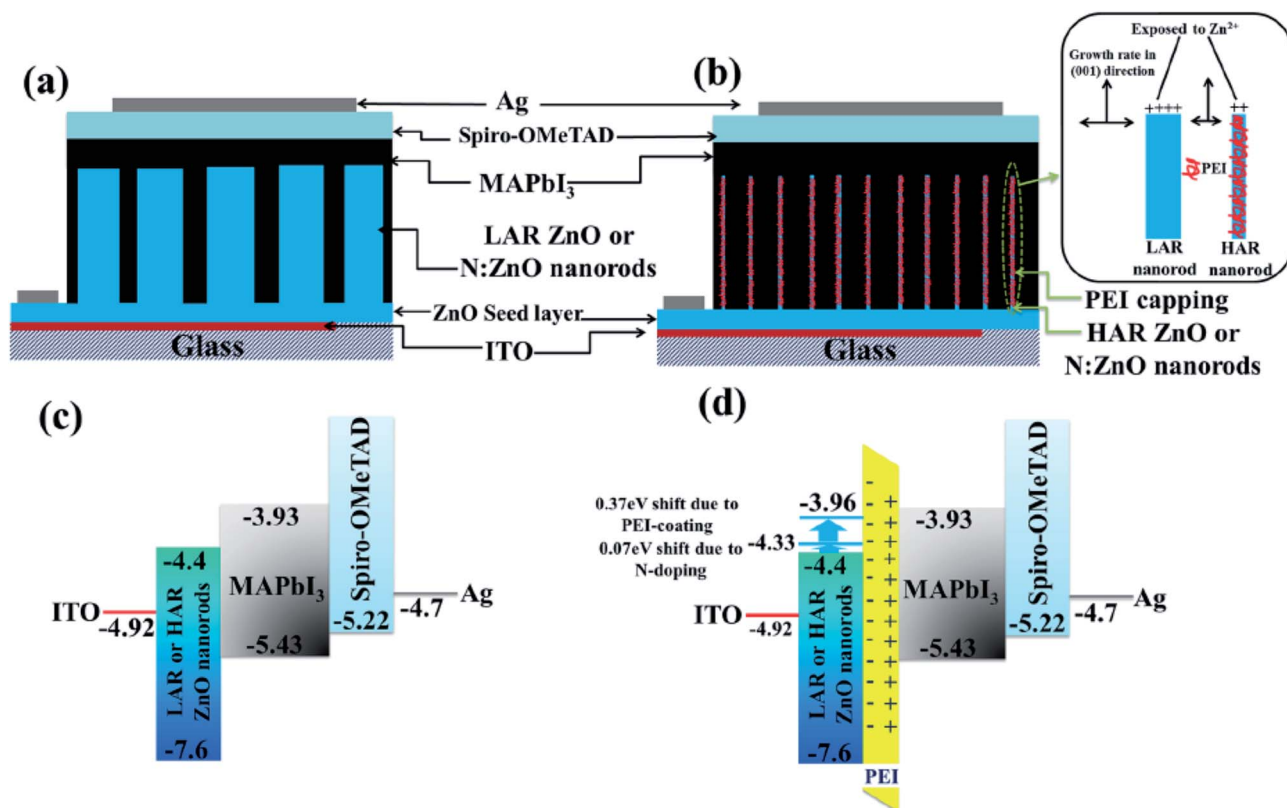 (a)
Ag
Spiro-OMeTAD
MAPbI₃
LAR ZnO or
N:ZnO nanorods
ZnO Seed layer
ITO
Glass
(b)
Glass
PEI capping
HAR ZnO or
N:ZnO nanorods
Exposed to Zn²⁺
Growth rate in
(001) direction
++++
++
PEI
LAR
nanorod
HAR
nanorod
(c)
ITO
-4.92
-4.4
LAR or HAR
ZnO nanorods
-7.6
-3.93
MAPbI₃
-5.43
Spiro-OMeTAD
-5.22
-4.7
Ag
(d)
0.37eV shift due to
PEI-coating
0.07eV shift due to
N-doping
-3.96
-4.33
-4.4
ITO
-4.92
LAR or HAR
ZnO nanorods
-7.6
PEI
-3.93
MAPbI₃
-5.43
Spiro-OMeTAD
-5.22
-4.7
Ag